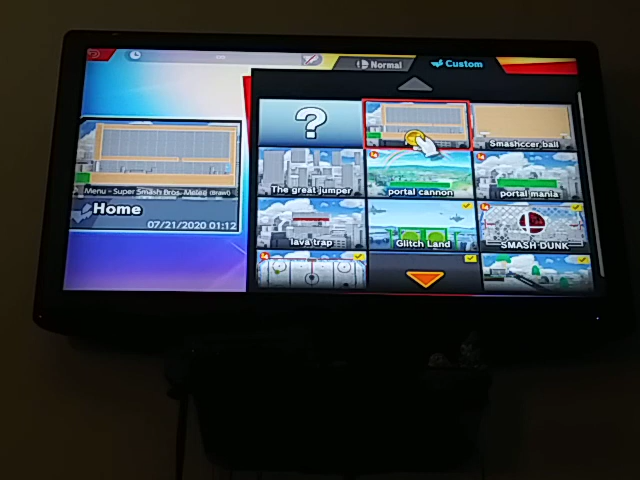 Normal
Custom
?
Smashccer ball
The great jumper
portal cannon
portal mania
Menu - Super Smash Bros. Melee (Brawl)
Home
07/21/2020 01:12
lava trap
Glitch Land
SMASH DUNK